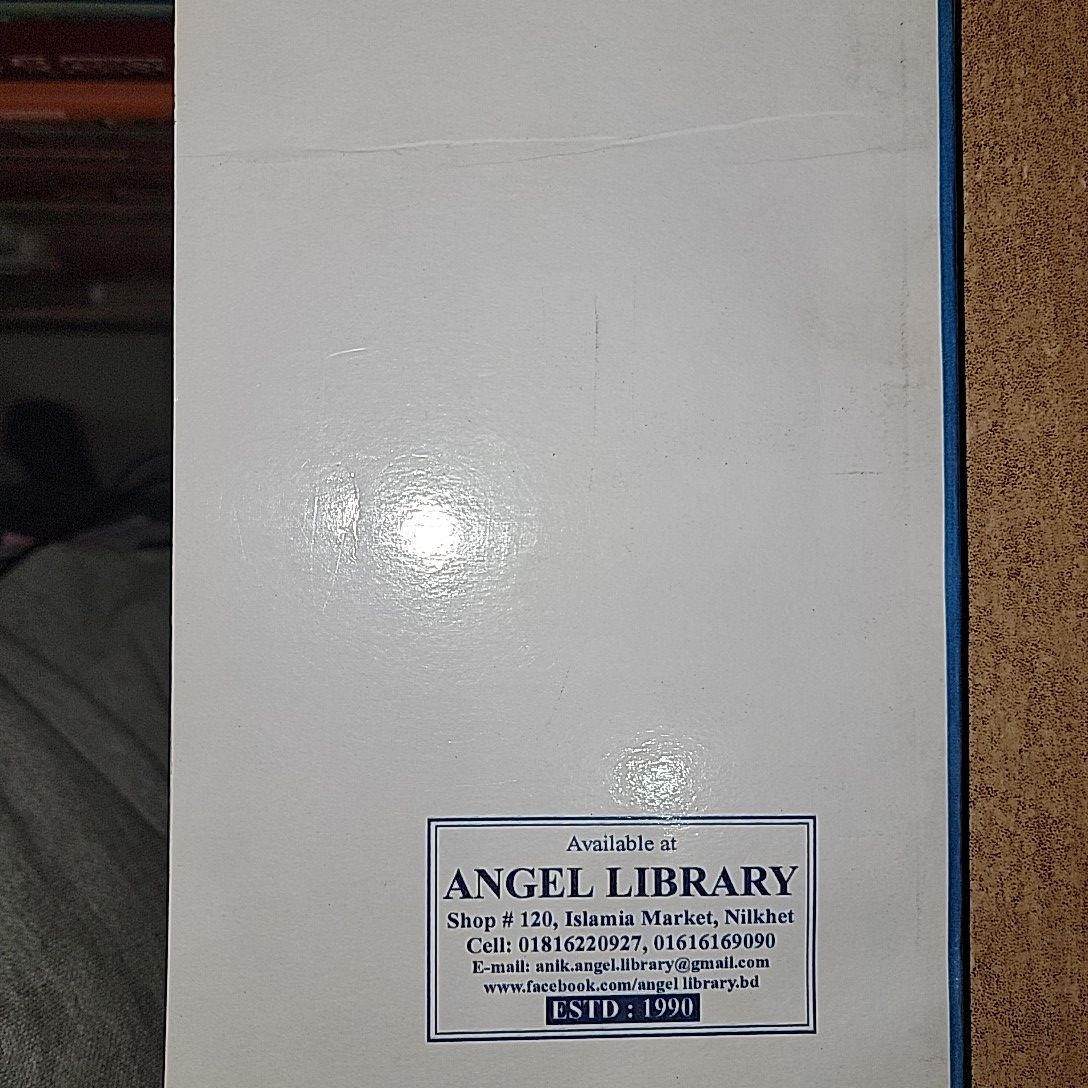 Available at
ANGEL LIBRARY
Shop # 120, Islamia Market, Nilkhet
Cell: 01816220927, 01616169090
E-mail: anik.angel.library@gmail.com
www.facebook.com/angel library.bd
ESTD : 1990